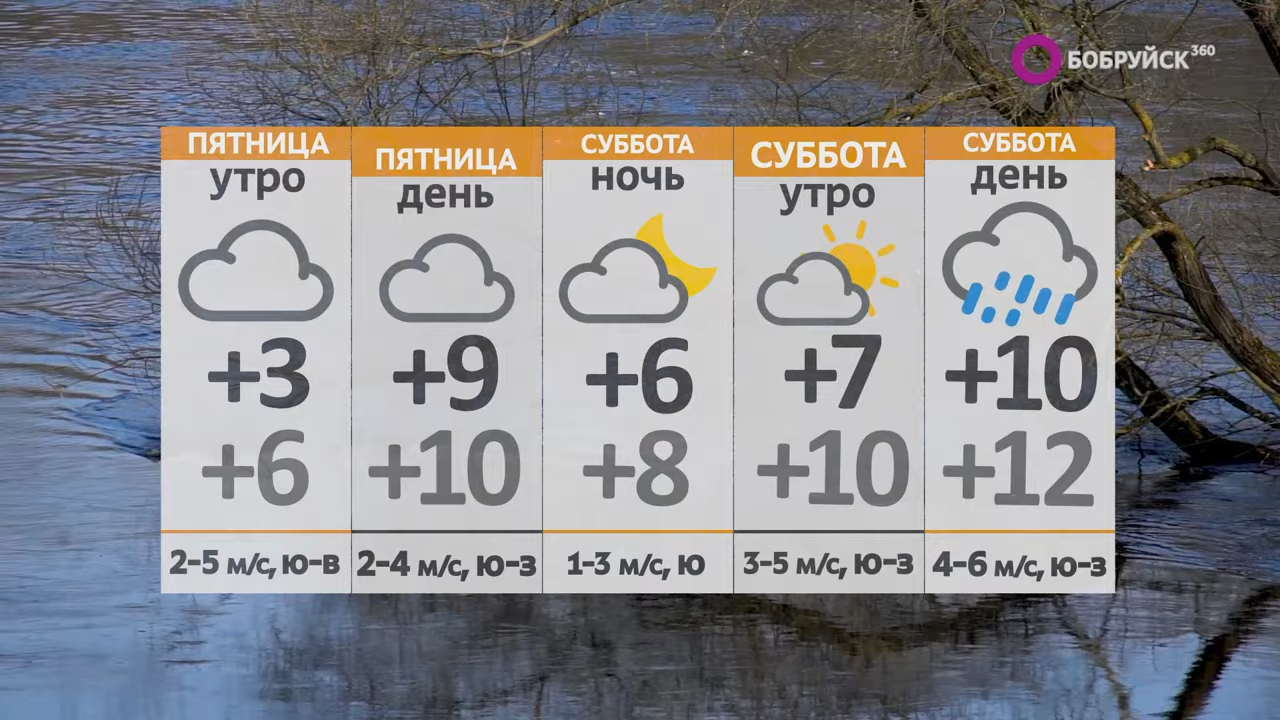 БОБРУЙСК360
ПЯТНИЦА
утро
+3
+6
2-5 м/с, ю-в
ПЯТНИЦА
день
+9
+10
2-4 м/с, ю-з
СУББОТА
ночь
+6
+8
1-3 м/с, ю
СУББОТА
утро
+7
+10
3-5 м/с, ю-з
СУББОТА
день
+10
+12
4-6 м/с, ю-з